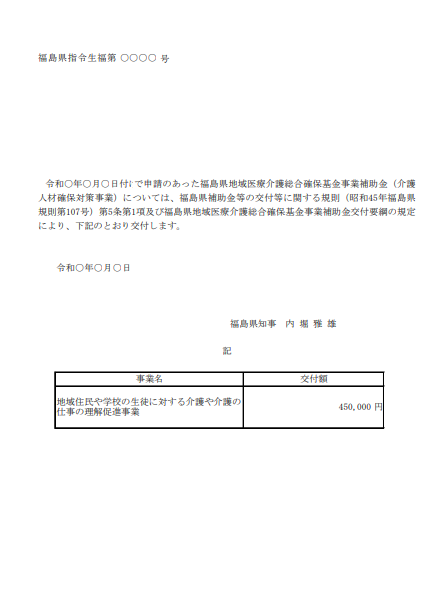 福島県指令生福第 〇〇〇〇 号
令和〇年〇月〇日付けで申請のあった福島県地域医療介護総合確保基金事業補助金（介護
人材確保対策事業）については、福島県補助金等の交付等に関する規則（昭和45年福島県
規則第107号）第5条第1項及び福島県地域医療介護総合確保基金事業補助金交付要綱の規定
により、下記のとおり交付します。
令和〇年〇月〇日
福島県知事　内 堀 雅 雄
記
事業名　交付額
地域住民や学校の生徒に対する介護や介護の
仕事の理解促進事業
450,000 円